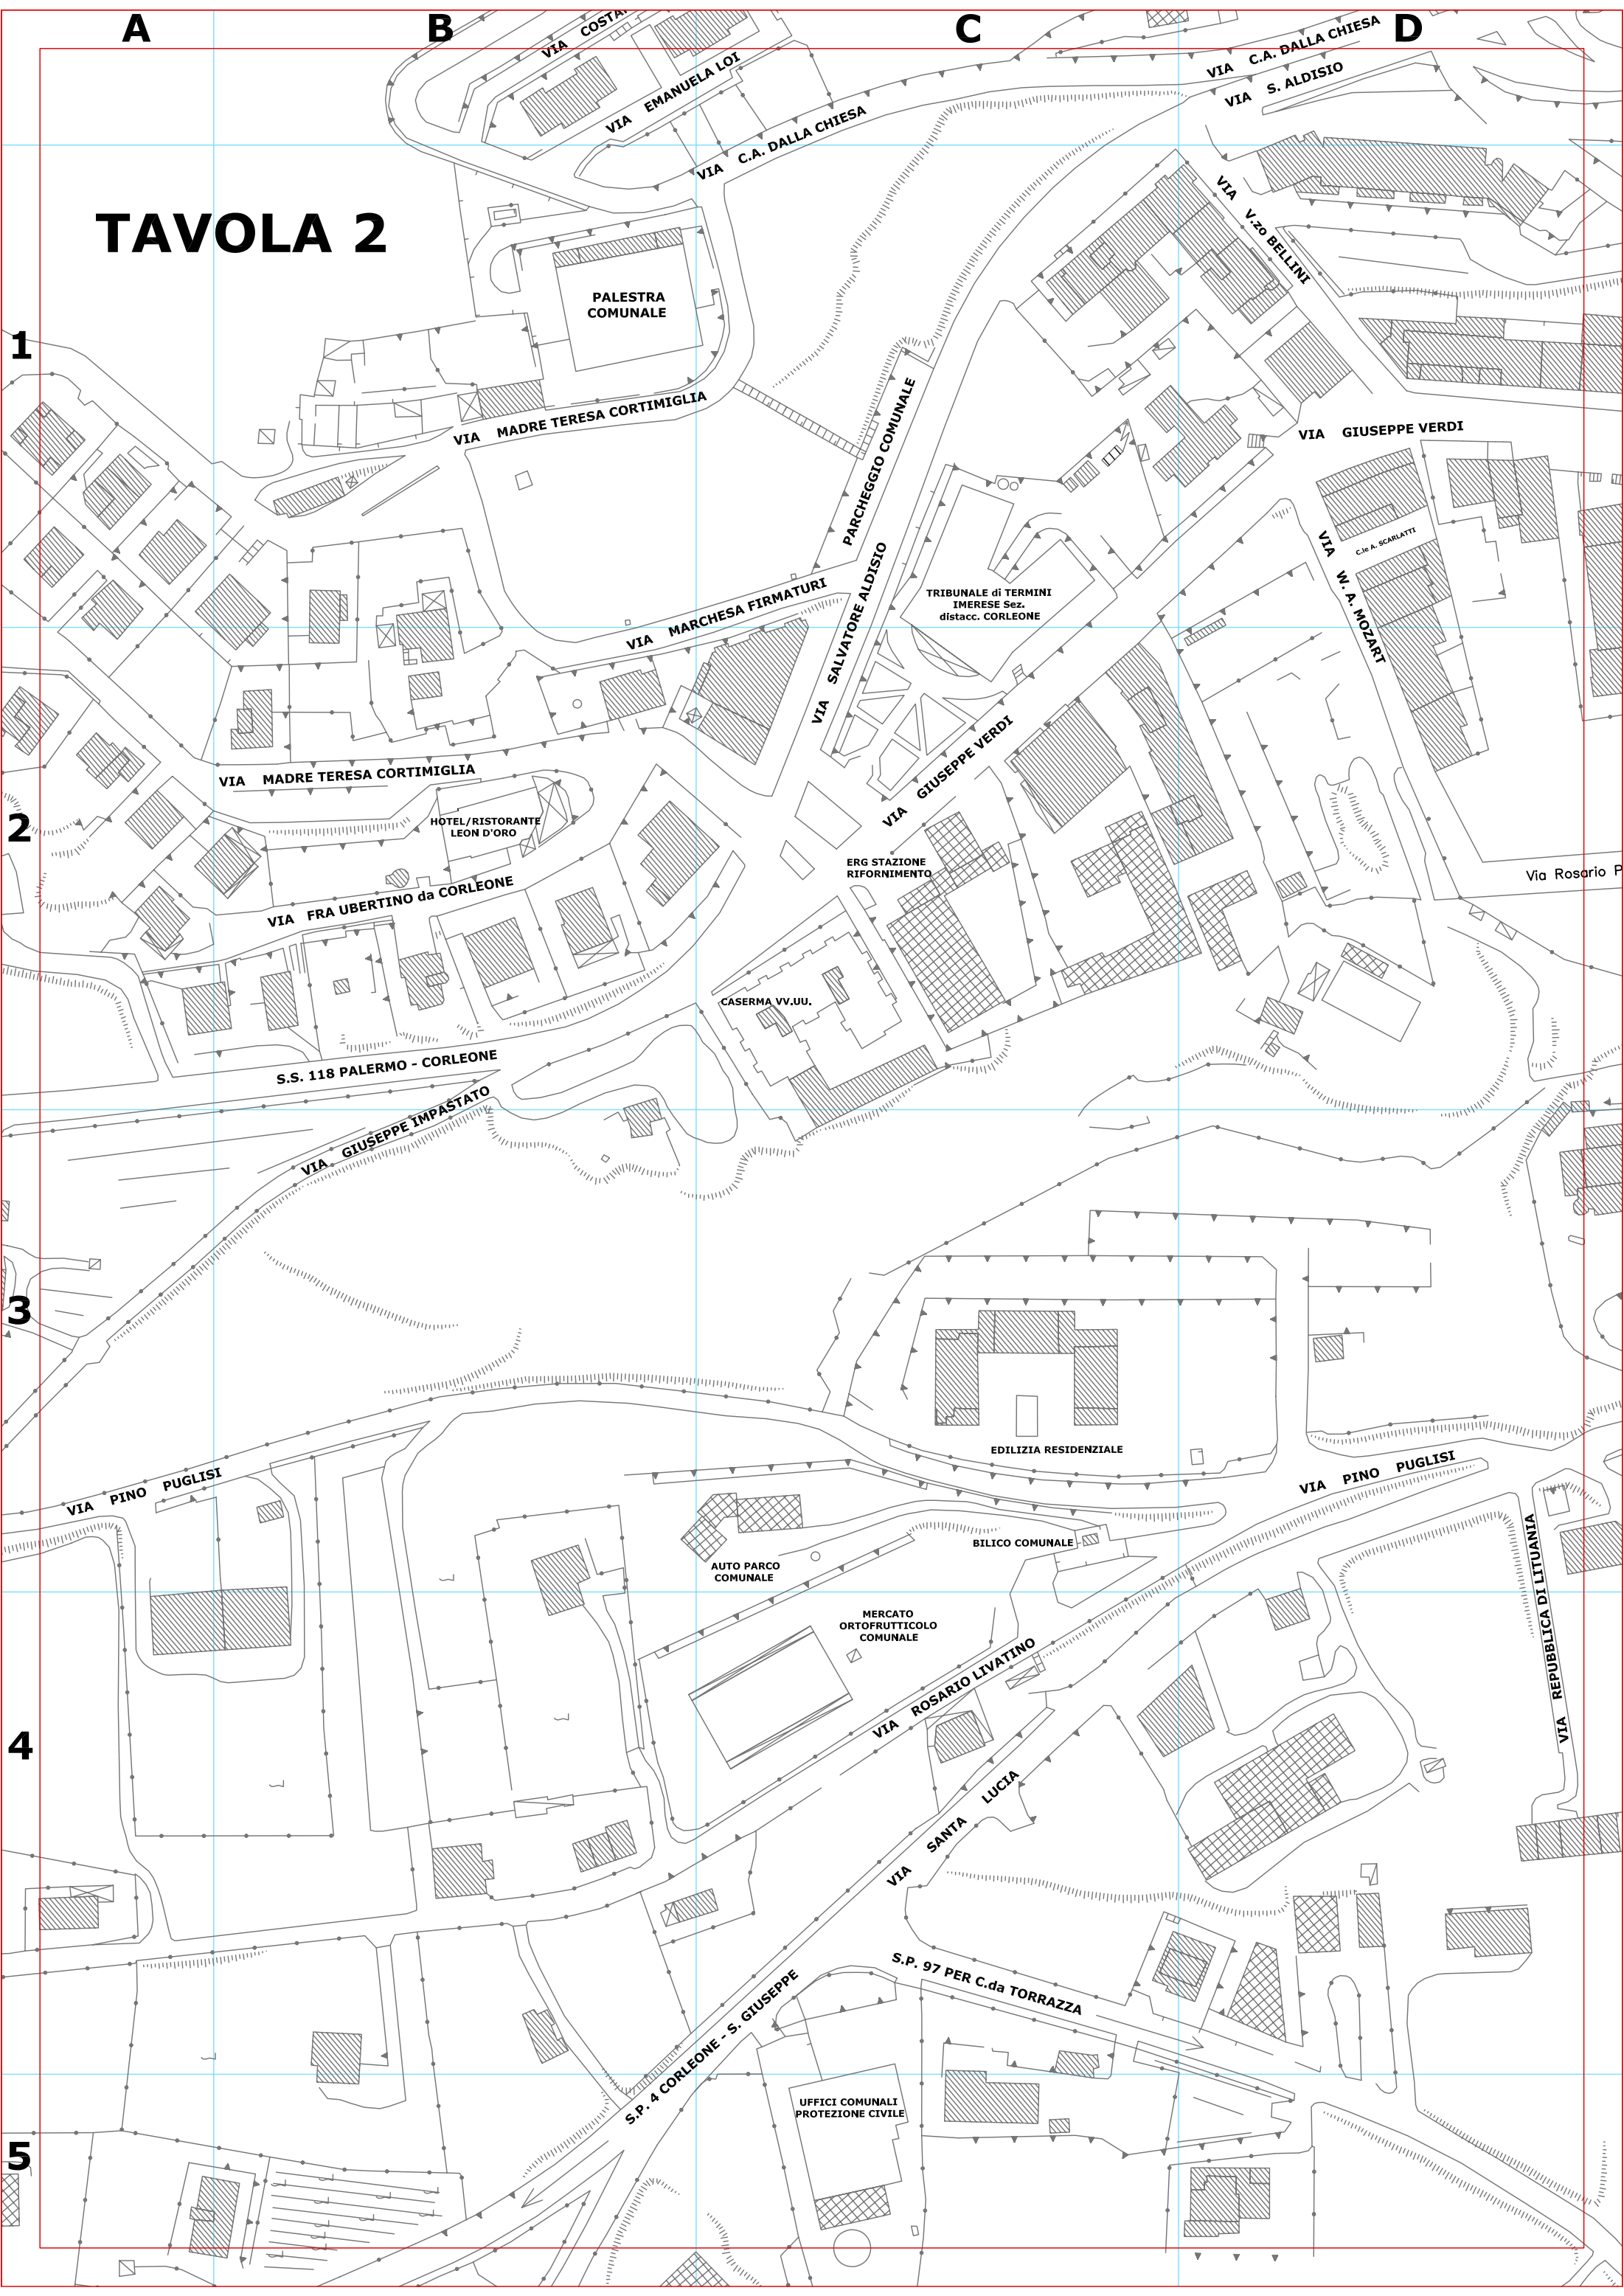 A
B
C
D
VIA COSTA
VIA EMANUELA LOI
VIA C.A. DALLA CHIESA
VIA C.A. DALLA CHIESA
VIA S. ALDISIO
TAVOLA 2
VIA V.zo BELLINI
PALESTRA
COMUNALE
1
VIA MADRE TERESA CORTIMIGLIA
PARCHEGGIO COMUNALE
VIA GIUSEPPE VERDI
C.le A. SCARLATTI
VIA W. A. MOZART
VIA MARCHESA FIRMATURI
VIA SALVATORE ALDISIO
TRIBUNALE di TERMINI
IMERESE Sez.
distacc. CORLEONE
VIA GIUSEPPE VERDI
VIA MADRE TERESA CORTIMIGLIA
2
HOTEL/RISTORANTE
LEON D'ORO
ERG STAZIONE
RIFORNIMENTO
Via Rosario P
VIA FRA UBERTINO da CORLEONE
CASERMA VV.UU.
S.S. 118 PALERMO - CORLEONE
VIA GIUSEPPE IMPASTATO
3
EDILIZIA RESIDENZIALE
VIA PINO PUGLISI
VIA PINO PUGLISI
BILICO COMUNALE
AUTO PARCO
COMUNALE
VIA REPUBBLICA DI LITUANIA
MERCATO
ORTOFRUTTICOLO
COMUNALE
VIA ROSARIO LIVATINO
4
VIA SANTA LUCIA
S.P. 97 PER C.da TORRAZZA
S.P. 4 CORLEONE - S. GIUSEPPE
UFFICI COMUNALI
PROTEZIONE CIVILE
5